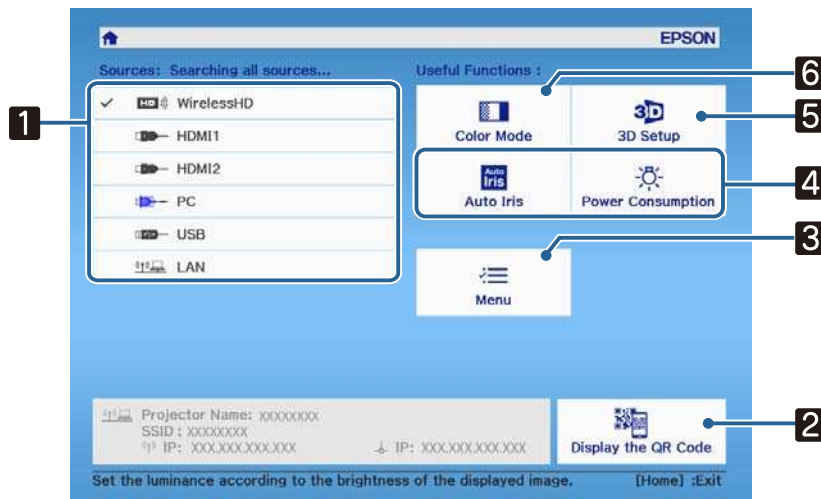 EPSON
Sources: Searching all sources...
Useful Functions :
WirelessHD
HDMI1
HDMI2
PC
USB
LAN
Color Mode
3D
3D Setup
Auto
Iris
Auto Iris
Power Consumption
Menu
Projector Name: XXXXXXXX
SSID : XXXXXXXX
IP: XXX.XXX.XXX.XXX
IP: XXX.XXX.XXX.XXX
Display the QR Code
Set the luminance according to the brightness of the displayed image.
[Home] :Exit
1
6
5
4
3
2